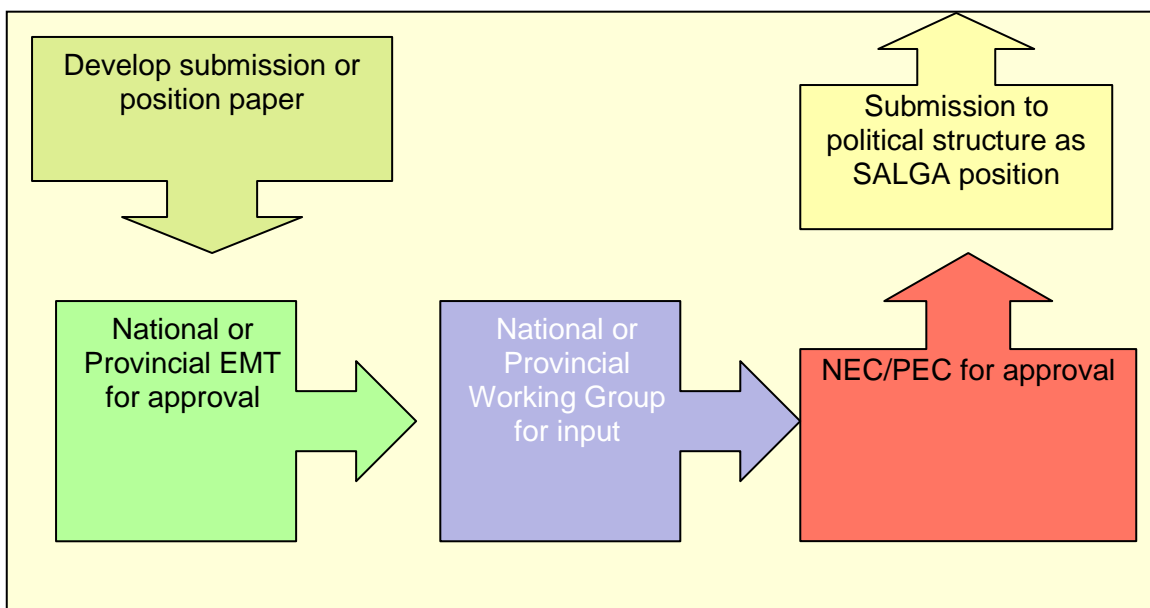 Develop submission or
position paper
National or
Provincial EMT
for approval
National or
Provincial
Working Group
for input
NEC/PEC for approval
Submission to
political structure as
SALGA position